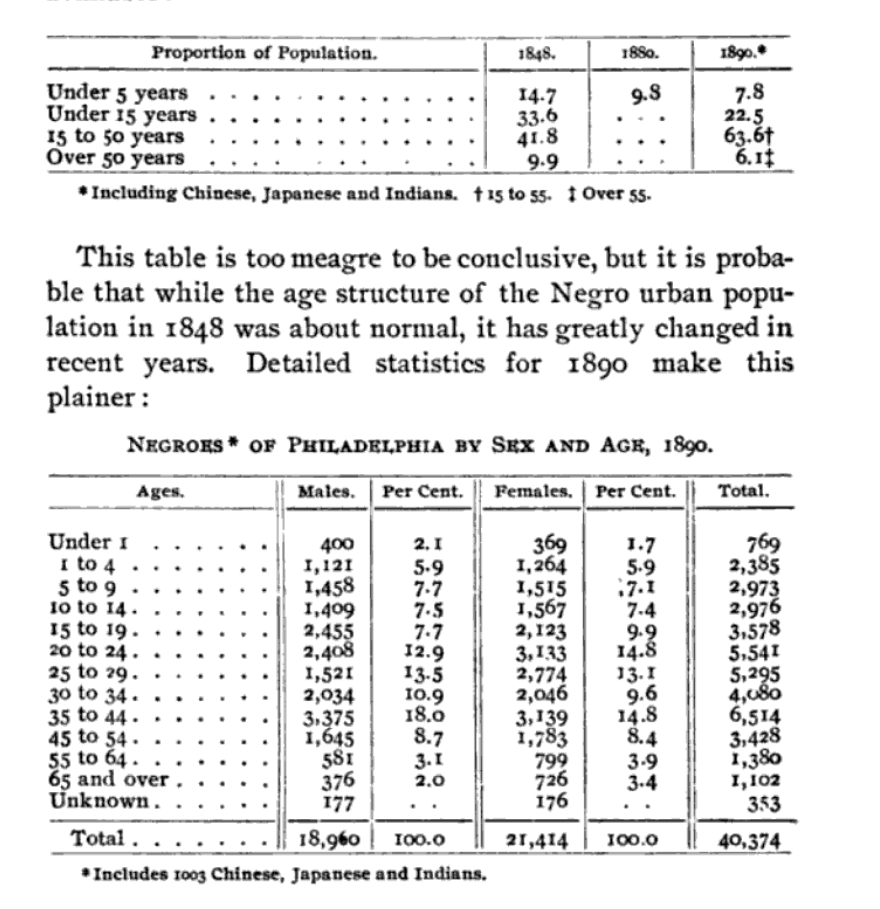 Proportion of Population. 1848. 1880. 1890.*
Under 5 years . . . . . . . . . . . . . 14.7 9.8 7.8
Under 15 years . . . . . . . . . . . . . 33.6 . . . 22.5
15 to 50 years . . . . . . . . . . . . . 41.8 . . . 63.6†
Over 50 years . . . . . . . . . . . . 9.9 . . . 6.1‡
* Including Chinese, Japanese and Indians. † 15 to 55. ‡ Over 55.
This table is too meagre to be conclusive, but it is proba-
ble that while the age structure of the Negro urban popu-
lation in 1848 was about normal, it has greatly changed in
recent years. Detailed statistics for 1890 make this
plainer :
NEGROES* OF PHILADELPHIA BY SEX AND AGE, 1890.
Ages. Males. Per Cent. Females. Per Cent. Total.
Under 1 . . . . . . 400 2.1 369 1.7 769
1 to 4 . . . . . . . 1,121 5.9 1,264 5.9 2,385
5 to 9 . . . . . . . 1,458 7.7 1,515 7.1 2,973
10 to 14 . . . . . . . 1,409 7.5 1,567 7.4 2,976
15 to 19 . . . . . . . 2,455 7.7 2,123 9.9 3,578
20 to 24 . . . . . . . 2,408 12.9 3,133 14.8 5,541
25 to 29 . . . . . . . 1,521 13.5 2,774 13.1 5,295
30 to 34 . . . . . . . 2,034 10.9 2,046 9.6 4,080
35 to 44 . . . . . . . 3,375 18.0 3,139 14.8 6,514
45 to 54 . . . . . . . 1,645 8.7 1,783 8.4 3,428
55 to 64 . . . . . . . 581 3.1 799 3.9 1,380
65 and over . . . . . 376 2.0 726 3.4 1,102
Unknown . . . . . . 177 . . 176 . . 353
Total . . . . . . . 18,960 100.0 21,414 100.0 40,374
* Includes 1003 Chinese, Japanese and Indians.